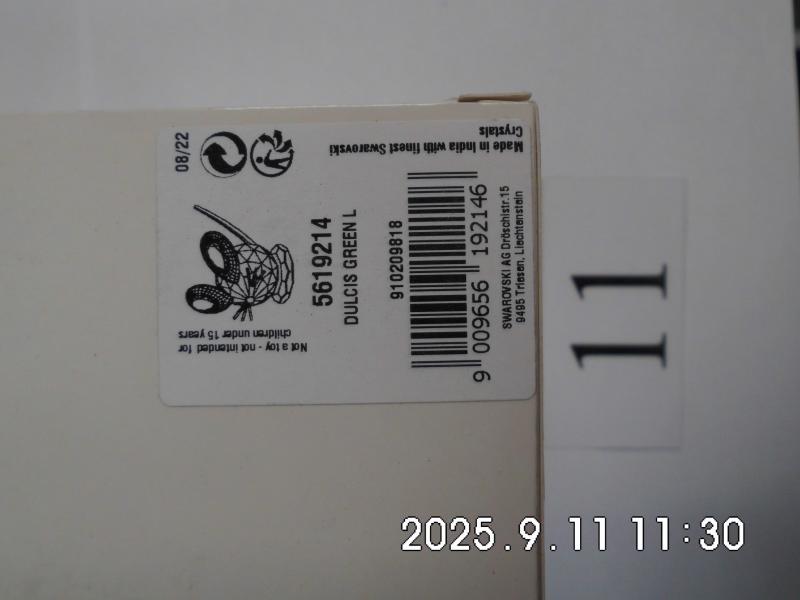 08/22
Made in India with finest Swarovski
Crystals
5619214
DULCIS GREEN L
Not a toy - not intended for
children under 15 years
910209818
9 009656 192146
SWAROVSKI AG Dröschistr.15
9495 Triesen, Liechtenstein
11
2025.9.11 11:30